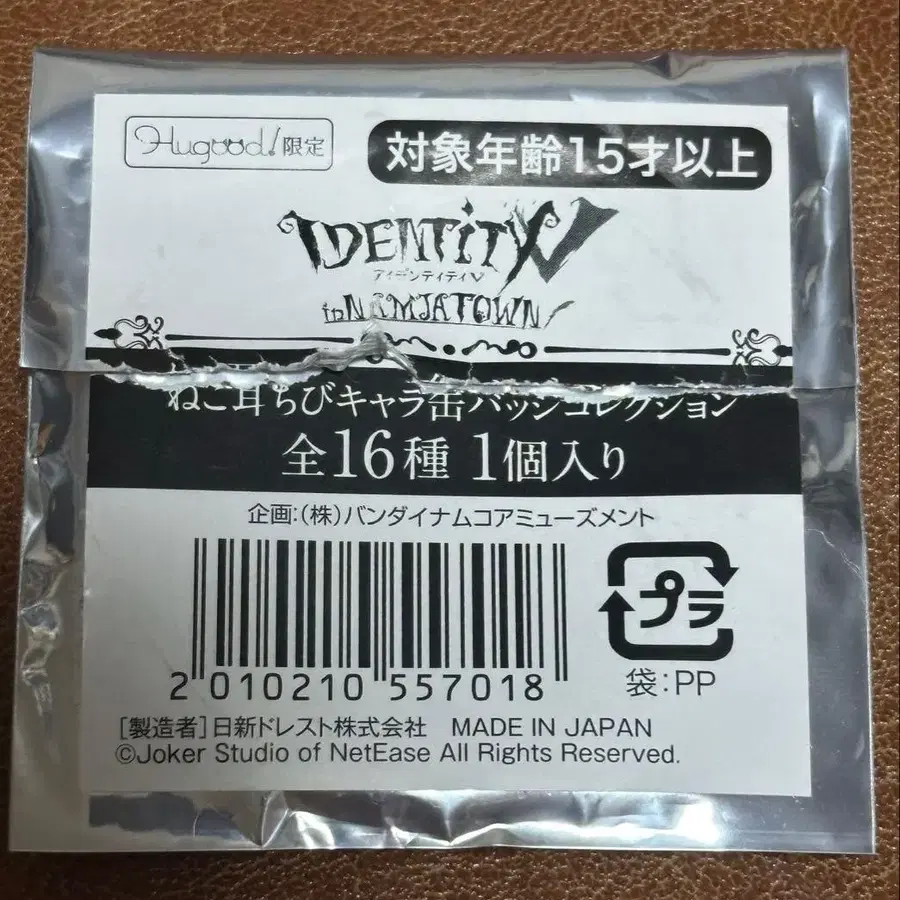 Hugood!限定
対象年齢15才以上
IDENTITY V
アイデンティティV
in NAMJATOWN
ねこ耳ちびキャラ缶バッジコレクション
全16種 1個入り
企画:(株)バンダイナムコアミューズメント
プラ
2 010210 557018
袋:PP
[製造者]日新ドレスト株式会社 MADE IN JAPAN
©Joker Studio of NetEase All Rights Reserved.